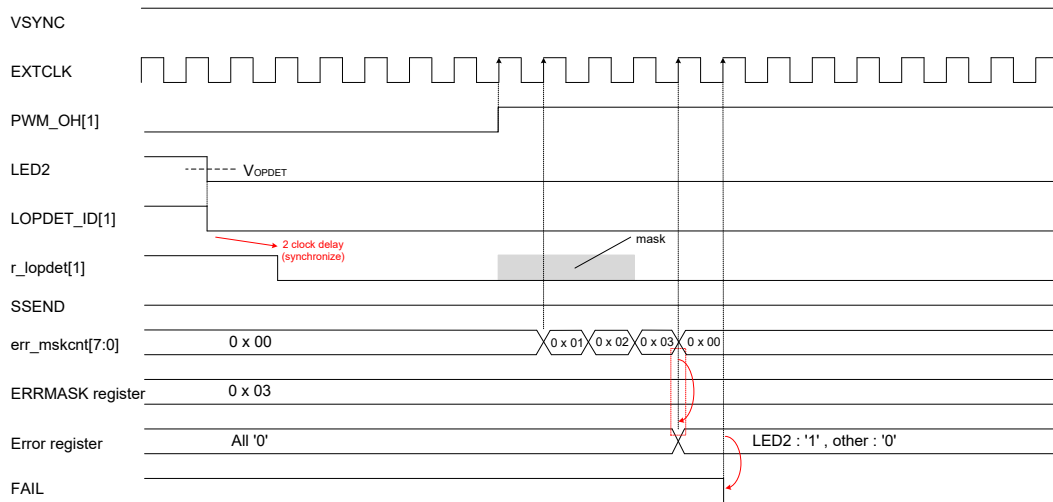 VSYNC
EXTCLK
PWM_OH[1]
LED2
VOPDET
LOPDET_ID[1]
2 clock delay
(synchronize)
mask
r_lopdet[1]
SSEND
err_mskcnt[7:0]
0 x 00
0 x 01
0 x 02
0 x 03
0 x 00
ERRMASK register
0 x 03
Error register
All '0'
LED2 : '1' , other : '0'
FAIL